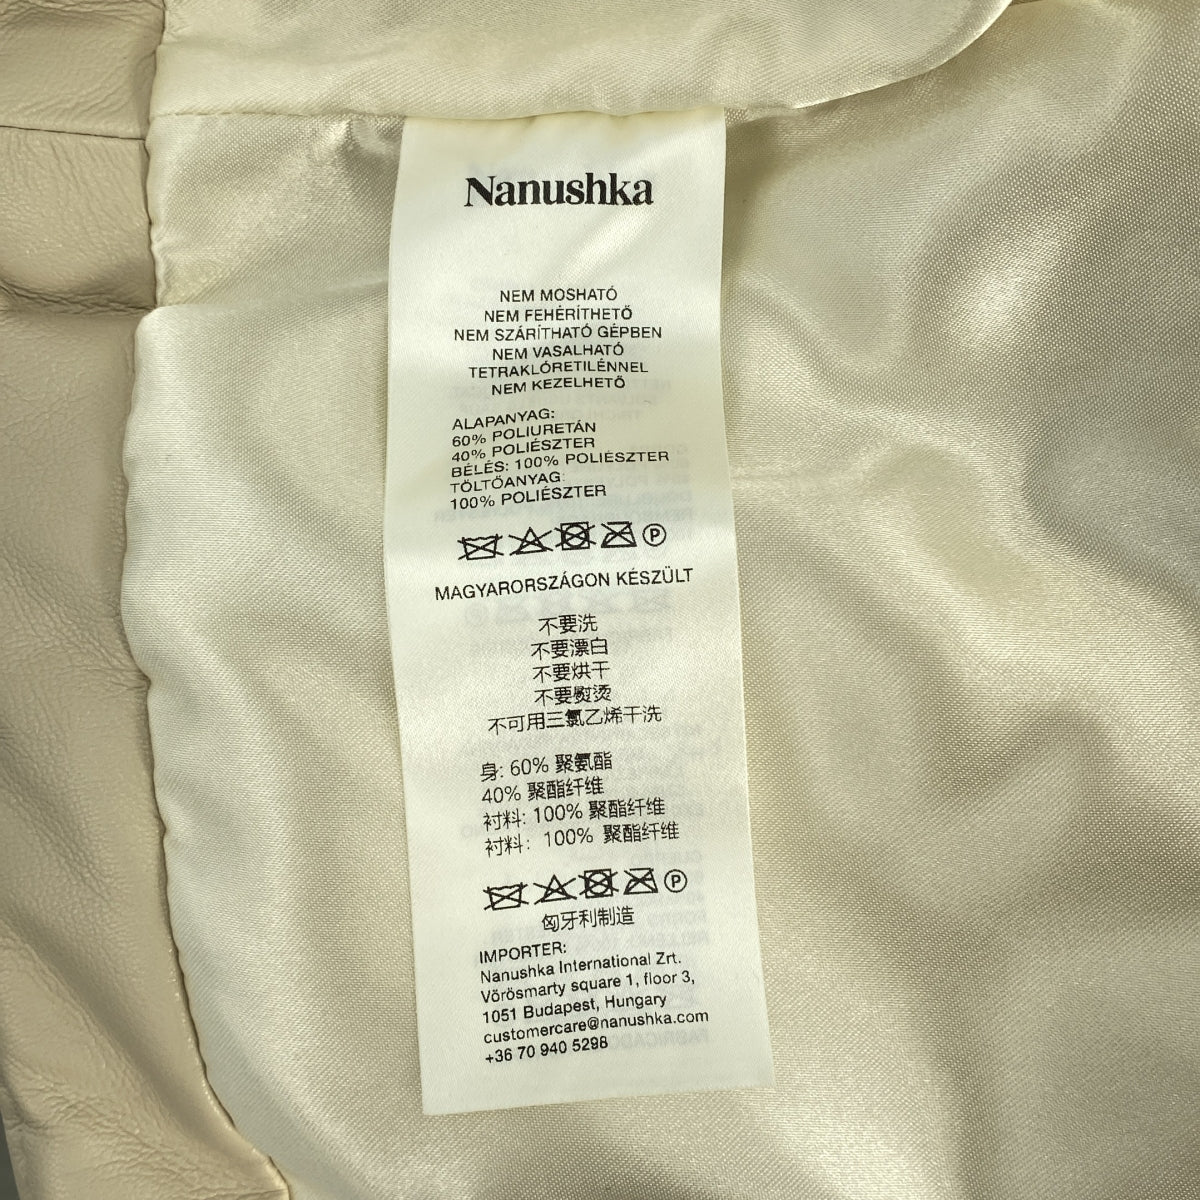 Nanushka
NEM MOSHATÓ
NEM FEHÉRÍTHETŐ
NEM SZÁRÍTHATÓ GÉPBEN
NEM VASALHATÓ
TETRAKLÓRETILÉNNEL
NEM KEZELHETŐ
ALAPANYAG:
60% POLIURETÁN
40% POLIÉSZTER
BÉLÉS: 100% POLIÉSZTER
TÖLTŐANYAG:
100% POLIÉSZTER
P
MAGYARORSZÁGON KÉSZÜLT
不要洗
不要漂白
不要烘干
不要熨烫
不可用三氯乙烯干洗
身: 60% 聚氨酯
40% 聚酯纤维
衬料: 100% 聚酯纤维
衬料: 100% 聚酯纤维
P
匈牙利制造
IMPORTER:
Nanushka International Zrt.
Vörösmarty square 1, floor 3,
1051 Budapest, Hungary
customercare@nanushka.com
+36 70 940 5298